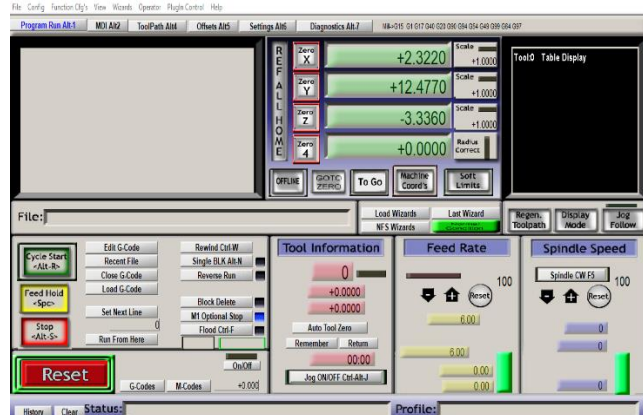 File Config Function Cfg's View Wizards Operator PlugIn Control Help
Program Run Alt-1 MDI Alt2 ToolPath Alt4 Offsets Alt5 Settings Alt6 Diagnostics Alt-7
REF ALL HOME
Zero X +2.3220 Scale +1.0000
Zero Y +12.4770 Scale +1.0000
Zero Z -3.3360 Scale +1.0000
Zero 4 +0.0000 Radius Correct
OFFLINE GOTO ZERO To Go Machine Coord's Soft Limits
Tool:0 Table Display
File: Load Wizards Last Wizard
NFS Wizards
Regen. Toolpath Display Mode Jog Follow
Cycle Start <Alt-R>
Feed Hold <Spc>
Stop <Alt-S>
Edit G-Code Rewind Ctrl-W
Recent File Single BLK Alt-N
Close G-Code Reverse Run
Load G-Code
Block Delete
Set Next Line M1 Optional Stop
0 Flood Ctrl-F
Run From Here
Reset
On/Off
G-Codes M-Codes +0.000
Tool Information
0
+0.0000
+0.0000
Auto Tool Zero
Remember Return
00:00
Jog ON/OFF Ctrl-Alt-J
Feed Rate
100
Reset
6.00
6.00
0.00
0.00
Spindle Speed
Spindle CW F5
100
Reset
0
0
0
History Clear Status: Profile: